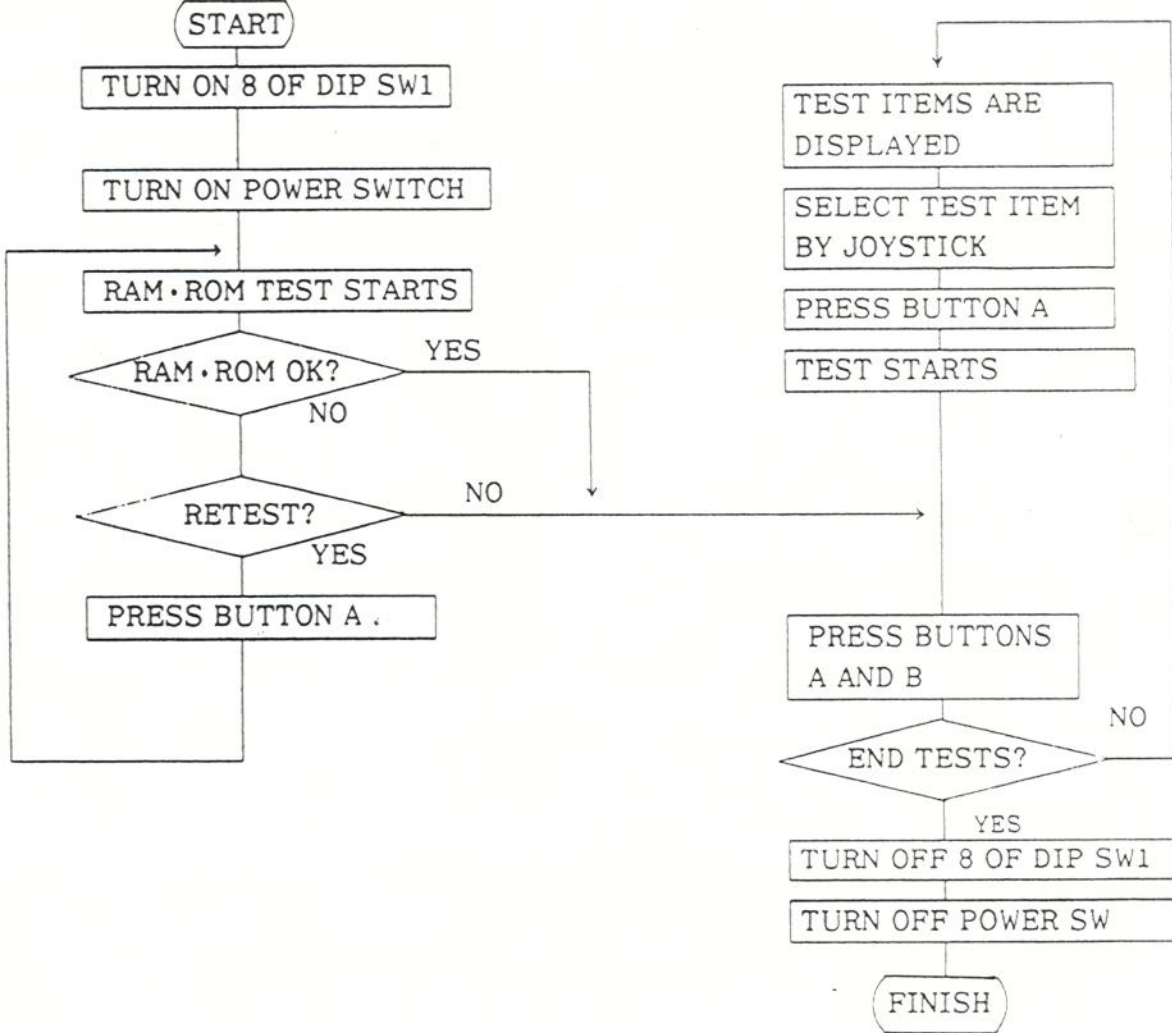 START
TURN ON 8 OF DIP SW1
TURN ON POWER SWITCH
RAM·ROM TEST STARTS
RAM·ROM OK?
YES
NO
RETEST?
NO
YES
PRESS BUTTON A
TEST ITEMS ARE
DISPLAYED
SELECT TEST ITEM
BY JOYSTICK
PRESS BUTTON A
TEST STARTS
PRESS BUTTONS
A AND B
END TESTS?
NO
YES
TURN OFF 8 OF DIP SW1
TURN OFF POWER SW
FINISH